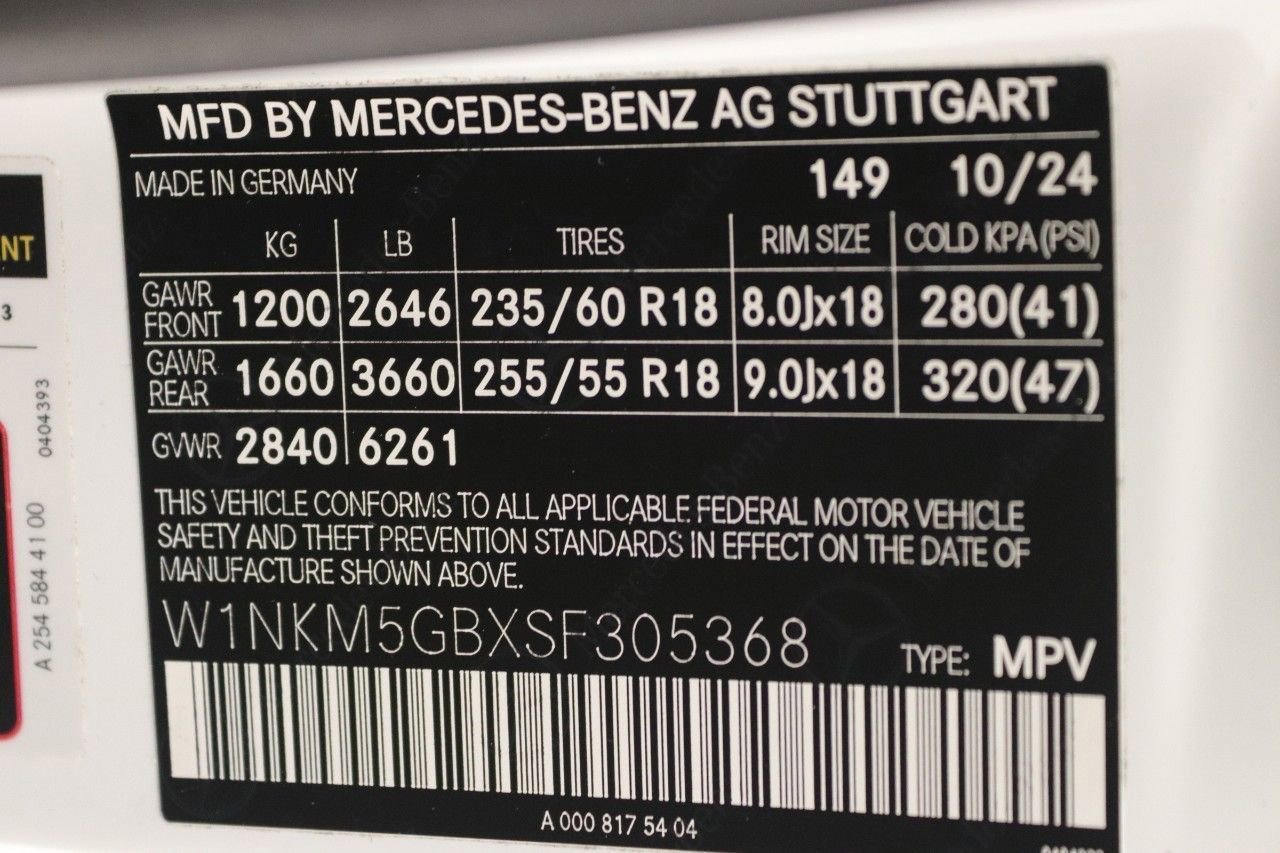 MFD BY MERCEDES-BENZ AG STUTTGART
MADE IN GERMANY 149 10/24
KG LB TIRES RIM SIZE COLD KPA (PSI)
GAWR FRONT 1200 2646 235/60 R18 8.0Jx18 280(41)
GAWR REAR 1660 3660 255/55 R18 9.0Jx18 320(47)
GVWR 2840 6261
THIS VEHICLE CONFORMS TO ALL APPLICABLE FEDERAL MOTOR VEHICLE
SAFETY AND THEFT PREVENTION STANDARDS IN EFFECT ON THE DATE OF
MANUFACTURE SHOWN ABOVE.
W1NKM5GBXSF305368
TYPE: MPV
A 000 817 54 04
NT
3
0404393
A 254 584 41 00